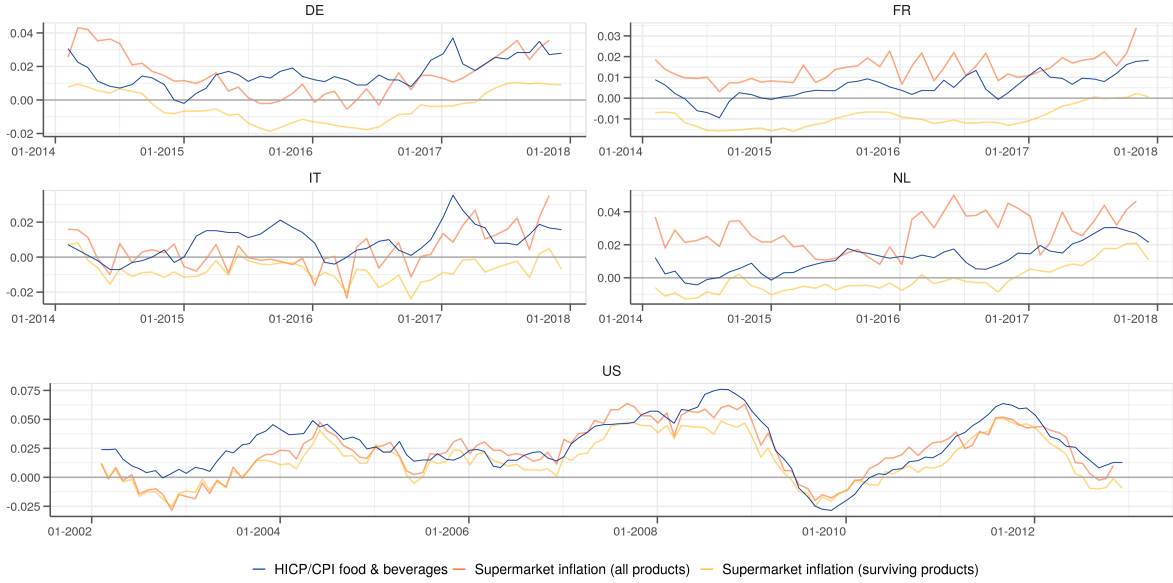 DE
0.04
0.02
0.00
-0.02
01-2014 01-2015 01-2016 01-2017 01-2018
FR
0.03
0.02
0.01
0.00
-0.01
01-2014 01-2015 01-2016 01-2017 01-2018
IT
0.02
0.00
-0.02
01-2014 01-2015 01-2016 01-2017 01-2018
NL
0.04
0.02
0.00
01-2014 01-2015 01-2016 01-2017 01-2018
US
0.075
0.050
0.025
0.000
-0.025
01-2002 01-2004 01-2006 01-2008 01-2010 01-2012
HICP/CPI food & beverages Supermarket inflation (all products) Supermarket inflation (surviving products)